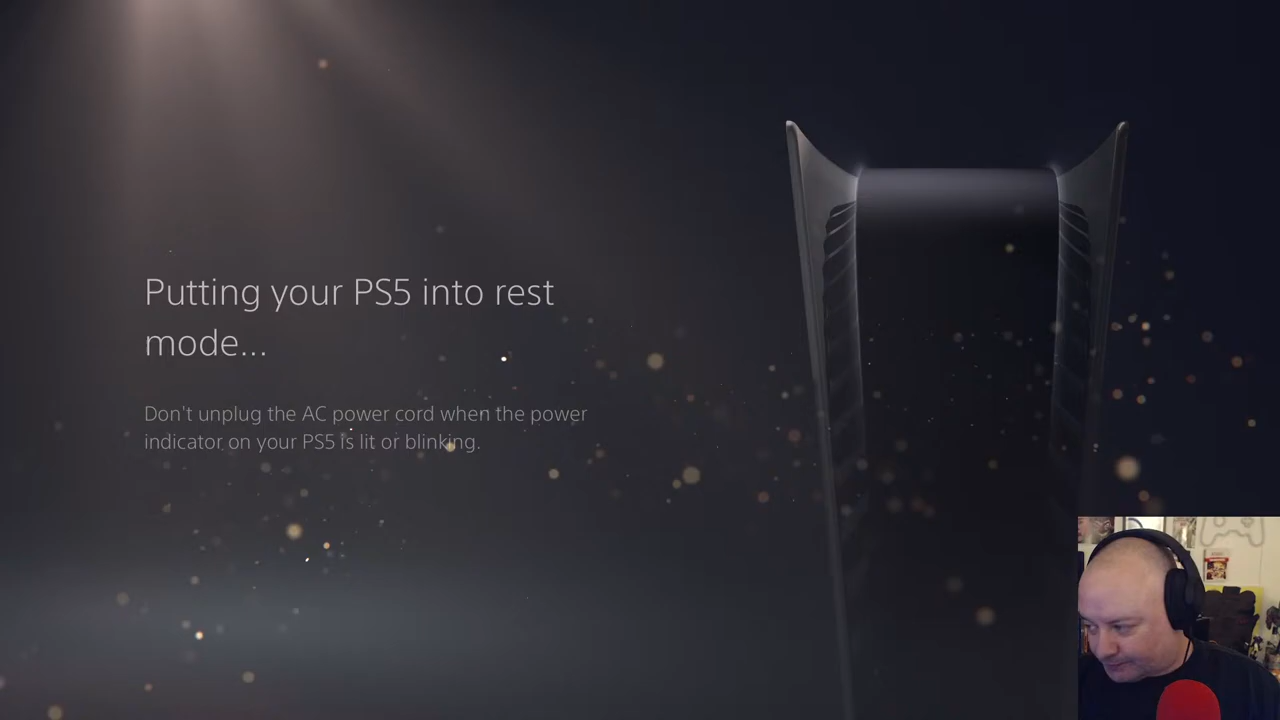 Putting your PS5 into rest
mode...
Don't unplug the AC power cord when the power
indicator on your PS5 is lit or blinking.